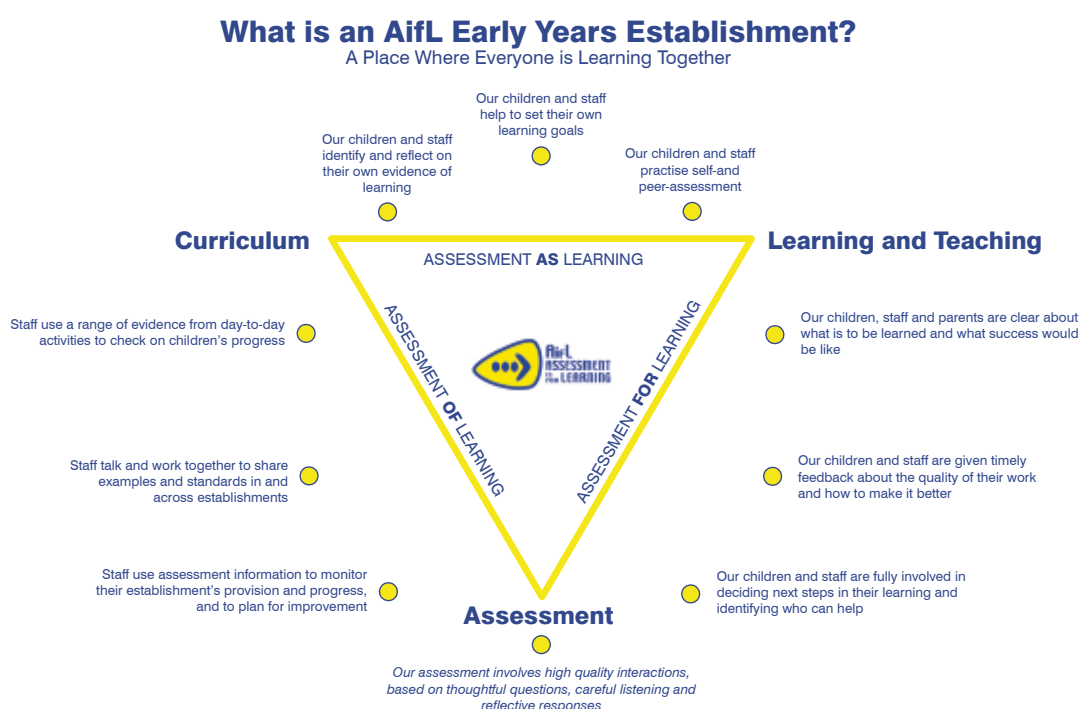 What is an AifL Early Years Establishment?
A Place Where Everyone is Learning Together
Our children and staff
help to set their own
learning goals
Our children and staff
identify and reflect on
their own evidence of
learning
Our children and staff
practise self-and
peer-assessment
Curriculum
Learning and Teaching
ASSESSMENT AS LEARNING
ASSESSMENT OF LEARNING
ASSESSMENT FOR LEARNING
AifL
ASSESSMENT
IS FOR LEARNING
Staff use a range of evidence from day-to-day
activities to check on children's progress
Our children, staff and parents are clear about
what is to be learned and what success would
be like
Staff talk and work together to share
examples and standards in and
across establishments
Our children and staff are given timely
feedback about the quality of their work
and how to make it better
Staff use assessment information to monitor
their establishment's provision and progress,
and to plan for improvement
Our children and staff are fully involved in
deciding next steps in their learning and
identifying who can help
Assessment
Our assessment involves high quality interactions,
based on thoughtful questions, careful listening and
reflective responses